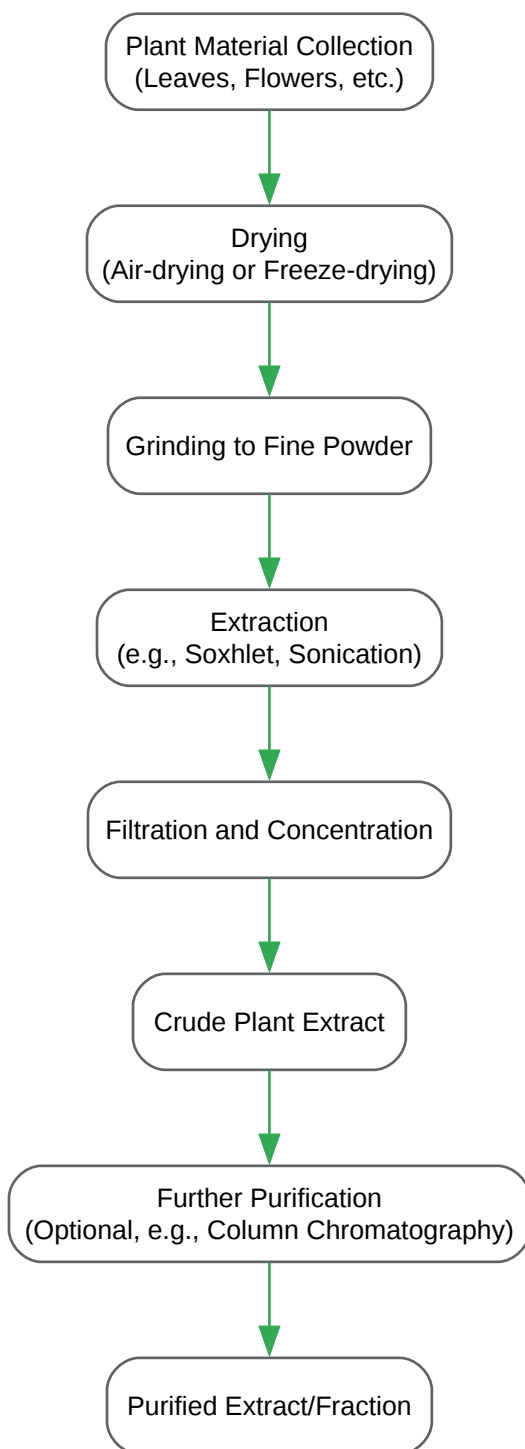 Plant Material Collection
(Leaves, Flowers, etc.)
Drying
(Air-drying or Freeze-drying)
Grinding to Fine Powder
Extraction
(e.g., Soxhlet, Sonication)
Filtration and Concentration
Crude Plant Extract
Further Purification
(Optional, e.g., Column Chromatography)
Purified Extract/Fraction